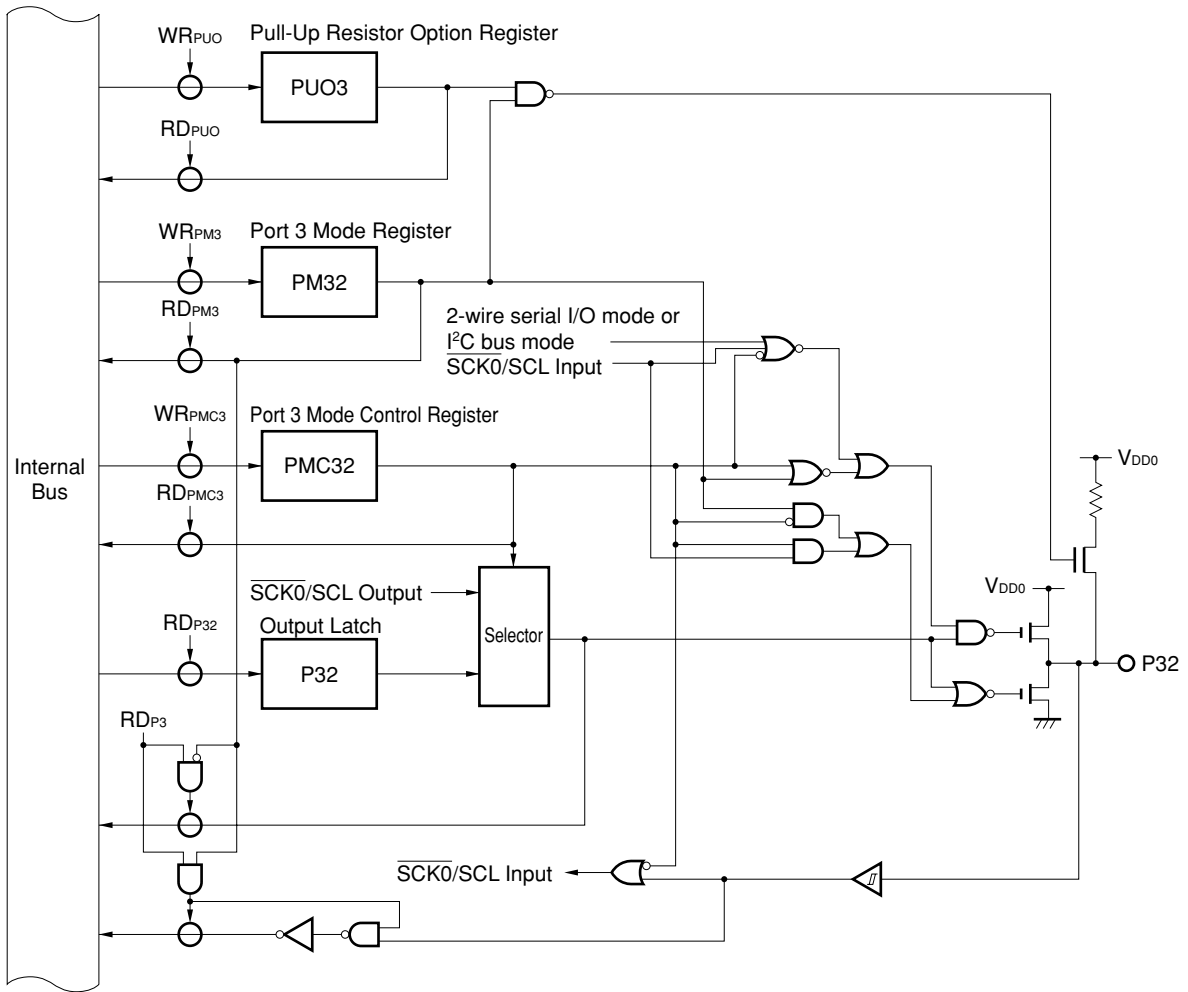 WRPUO
Pull-Up Resistor Option Register
PUO3
RDPUO
WRPM3
Port 3 Mode Register
PM32
RDPM3
2-wire serial I/O mode or
I²C bus mode
SCK0/SCL Input
WRPMC3
Port 3 Mode Control Register
PMC32
Internal
Bus
RDPMC3
VDD0
SCK0/SCL Output
Selector
VDD0
RDP32
Output Latch
P32
P32
RDP3
SCK0/SCL Input